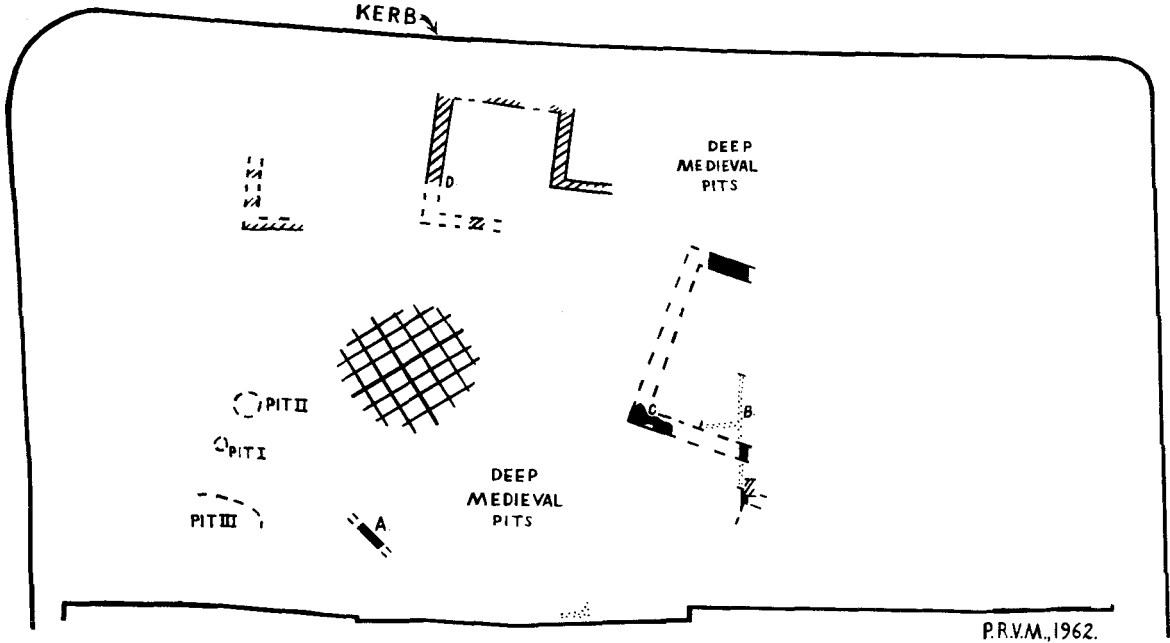 KERB
DEEP
MEDIEVAL
PITS
D
C
B
PIT II
PIT I
DEEP
MEDIEVAL
PITS
PIT III
A
P.R.V.M., 1962.